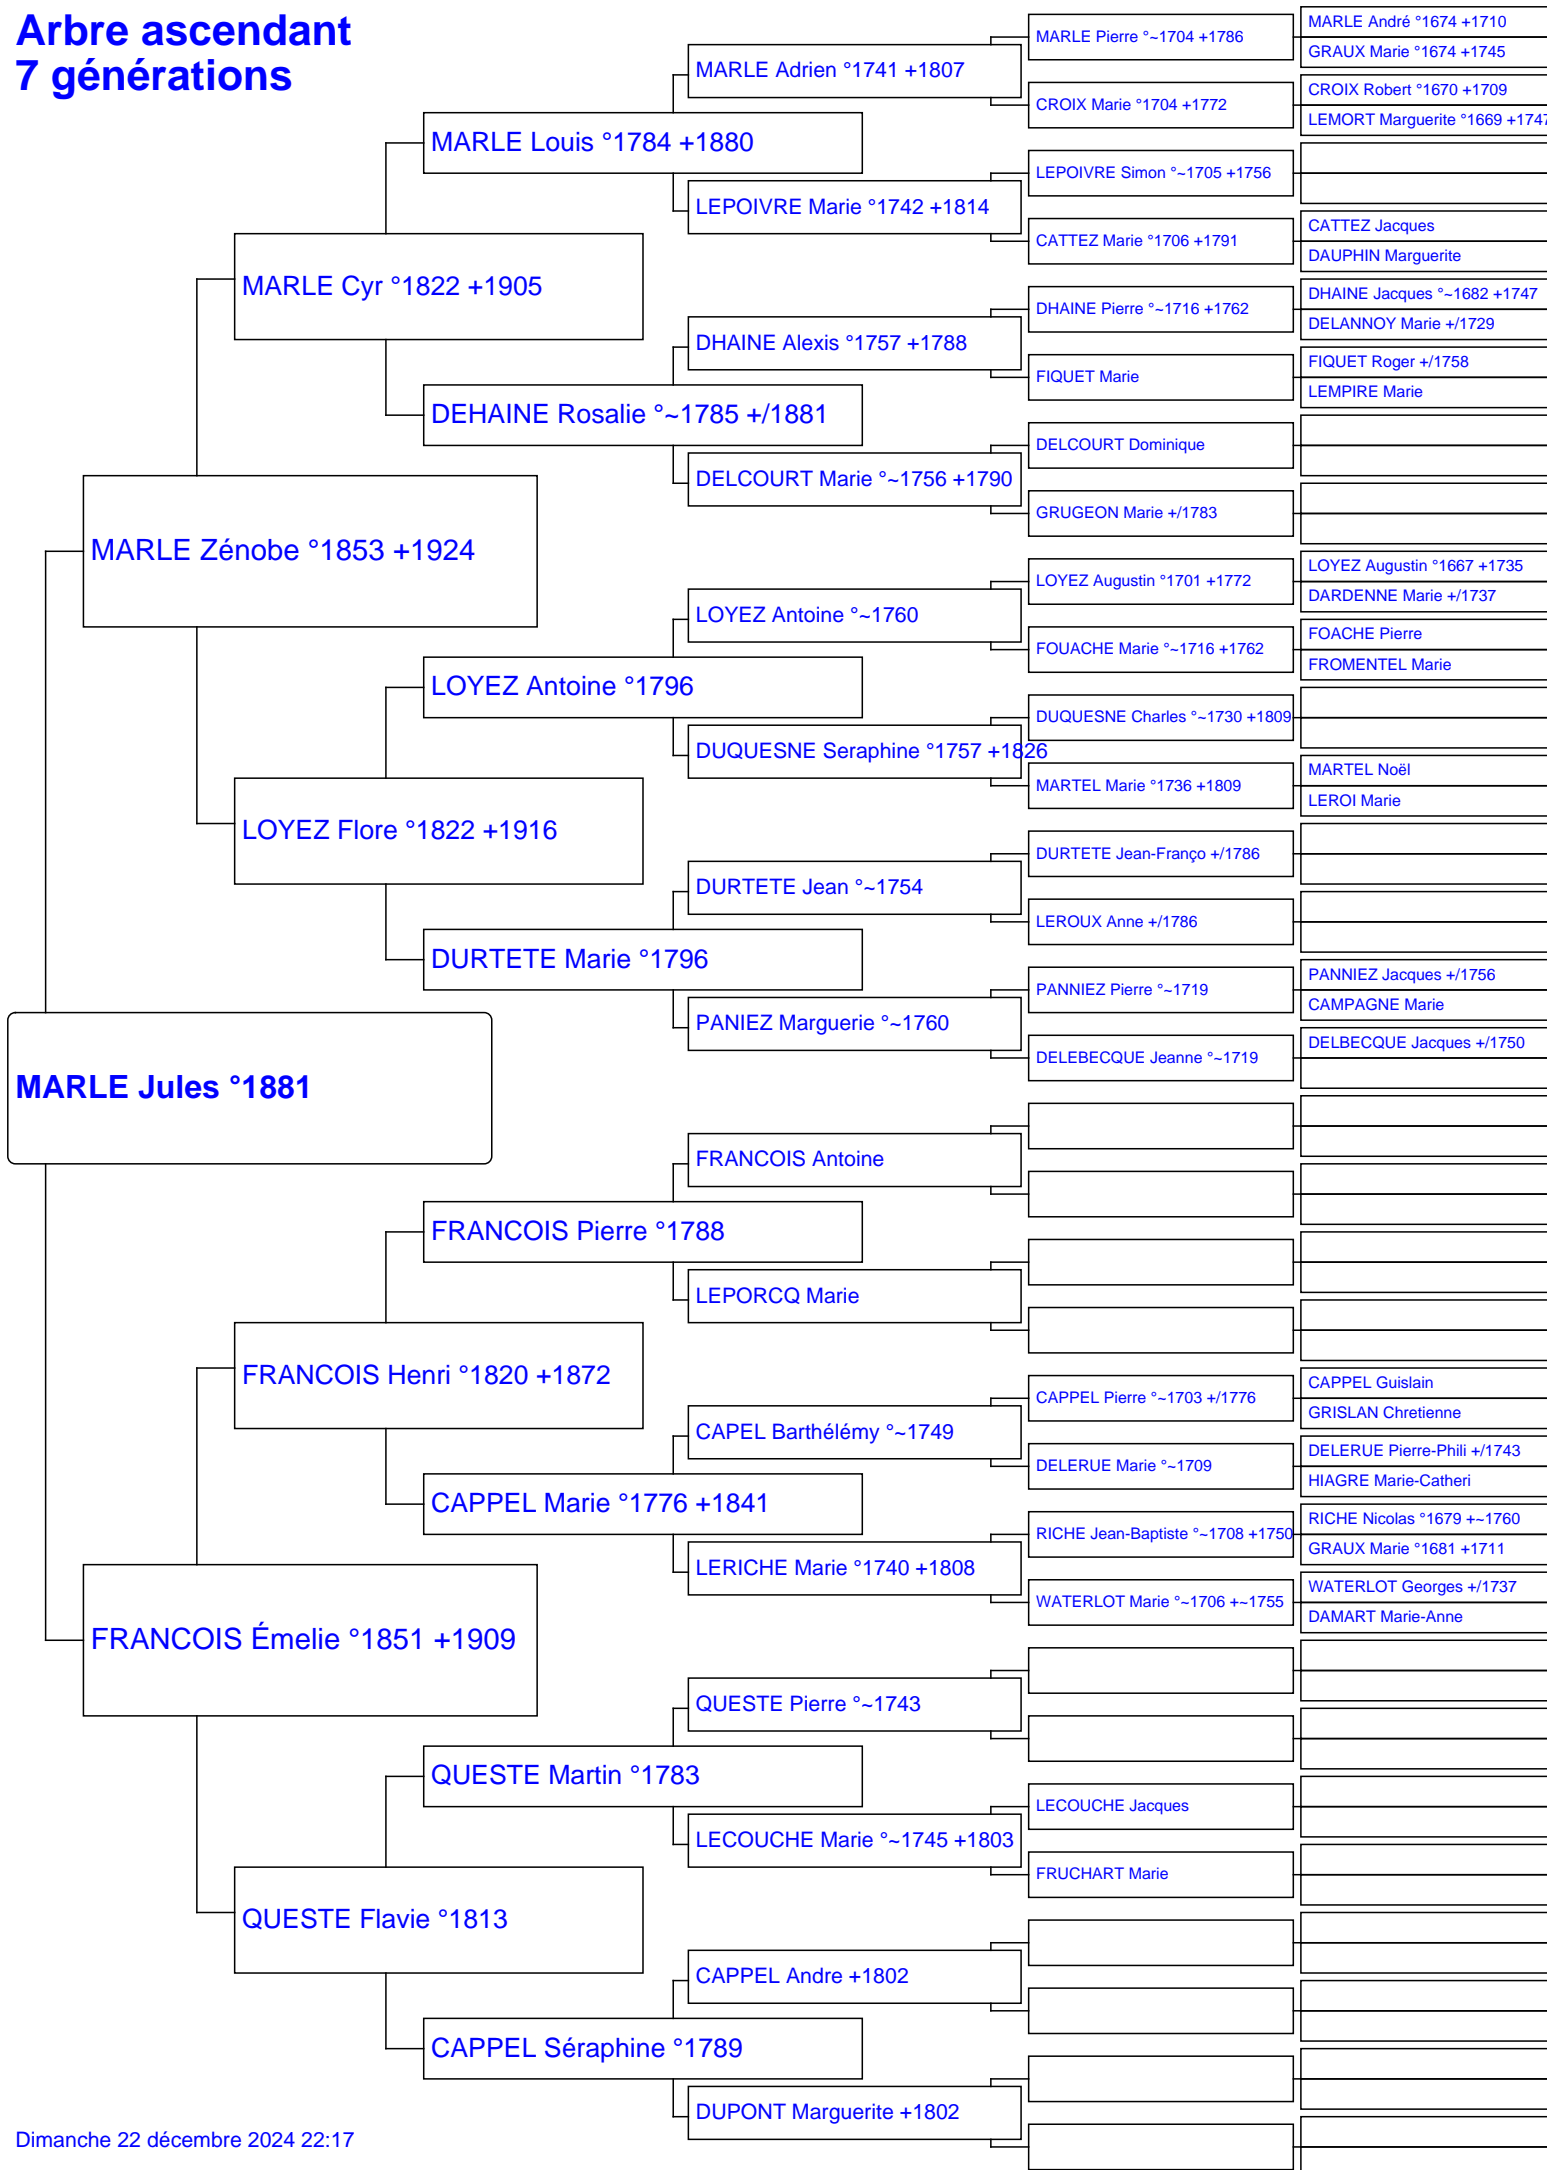 Arbre ascendant
7 générations
MARLE Jules °1881
MARLE Zénobe °1853 +1924
FRANCOIS Émelie °1851 +1909
MARLE Cyr °1822 +1905
LOYEZ Flore °1822 +1916
FRANCOIS Henri °1820 +1872
QUESTE Flavie °1813
MARLE Louis °1784 +1880
DEHAINE Rosalie °~1785 +/1881
LOYEZ Antoine °1796
DURTETE Marie °1796
FRANCOIS Pierre °1788
CAPPEL Marie °1776 +1841
QUESTE Martin °1783
CAPPEL Séraphine °1789
MARLE Adrien °1741 +1807
LEPOIVRE Marie °1742 +1814
DHAINE Alexis °1757 +1788
DELCOURT Marie °~1756 +1790
LOYEZ Antoine °~1760
DUQUESNE Seraphine °1757 +1826
DURTETE Jean °~1754
PANIEZ Marguerie °~1760
FRANCOIS Antoine
LEPORCQ Marie
CAPEL Barthélémy °~1749
LERICHE Marie °1740 +1808
QUESTE Pierre °~1743
LECOUCHE Marie °~1745 +1803
CAPPEL Andre +1802
DUPONT Marguerite +1802
MARLE Pierre °~1704 +1786
CROIX Marie °1704 +1772
LEPOIVRE Simon °~1705 +1756
CATTEZ Marie °1706 +1791
DHAINE Pierre °~1716 +1762
FIQUET Marie
DELCOURT Dominique
GRUGEON Marie +/1783
LOYEZ Augustin °1701 +1772
FOUACHE Marie °~1716 +1762
DUQUESNE Charles °~1730 +1809
MARTEL Marie °1736 +1809
DURTETE Jean-Franço +/1786
LEROUX Anne +/1786
PANNIEZ Pierre °~1719
DELEBECQUE Jeanne °~1719
CAPPEL Pierre °~1703 +/1776
DELERUE Marie °~1709
RICHE Jean-Baptiste °~1708 +1750
WATERLOT Marie °~1706 +~1755
LECOUCHE Jacques
FRUCHART Marie
MARLE André °1674 +1710
GRAUX Marie °1674 +1745
CROIX Robert °1670 +1709
LEMORT Marguerite °1669 +1747
CATTEZ Jacques
DAUPHIN Marguerite
DHAINE Jacques °~1682 +1747
DELANNOY Marie +/1729
FIQUET Roger +/1758
LEMPIRE Marie
LOYEZ Augustin °1667 +1735
DARDENNE Marie +/1737
FOACHE Pierre
FROMENTEL Marie
MARTEL Noël
LEROI Marie
PANNIEZ Jacques +/1756
CAMPAGNE Marie
DELBECQUE Jacques +/1750
CAPPEL Guislain
GRISLAN Chretienne
DELERUE Pierre-Phili +/1743
HIAGRE Marie-Catheri
RICHE Nicolas °1679 +~1760
GRAUX Marie °1681 +1711
WATERLOT Georges +/1737
DAMART Marie-Anne
Dimanche 22 décembre 2024 22:17